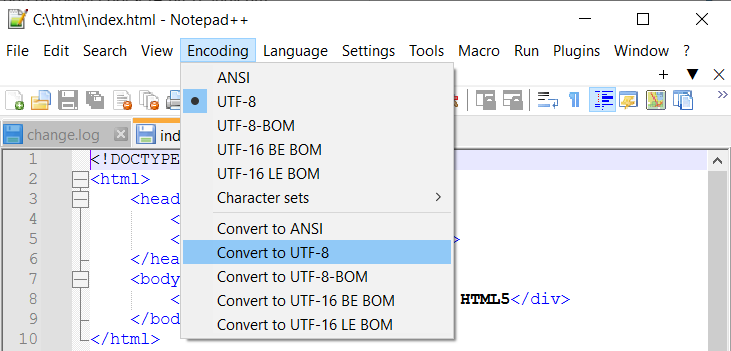 C:\html\index.html - Notepad++
File Edit Search View Encoding Language Settings Tools Macro Run Plugins Window ?
+ ▼ X
change.log
ANSI
UTF-8
UTF-8-BOM
UTF-16 BE BOM
UTF-16 LE BOM
Character sets
Convert to ANSI
Convert to UTF-8
Convert to UTF-8-BOM
Convert to UTF-16 BE BOM
Convert to UTF-16 LE BOM
1 <!DOCTYPE
2 <html>
3 <head
4 <
5 < >
6 </head
7 <body
8 < HTML5</div>
9 </bod
10 </html>